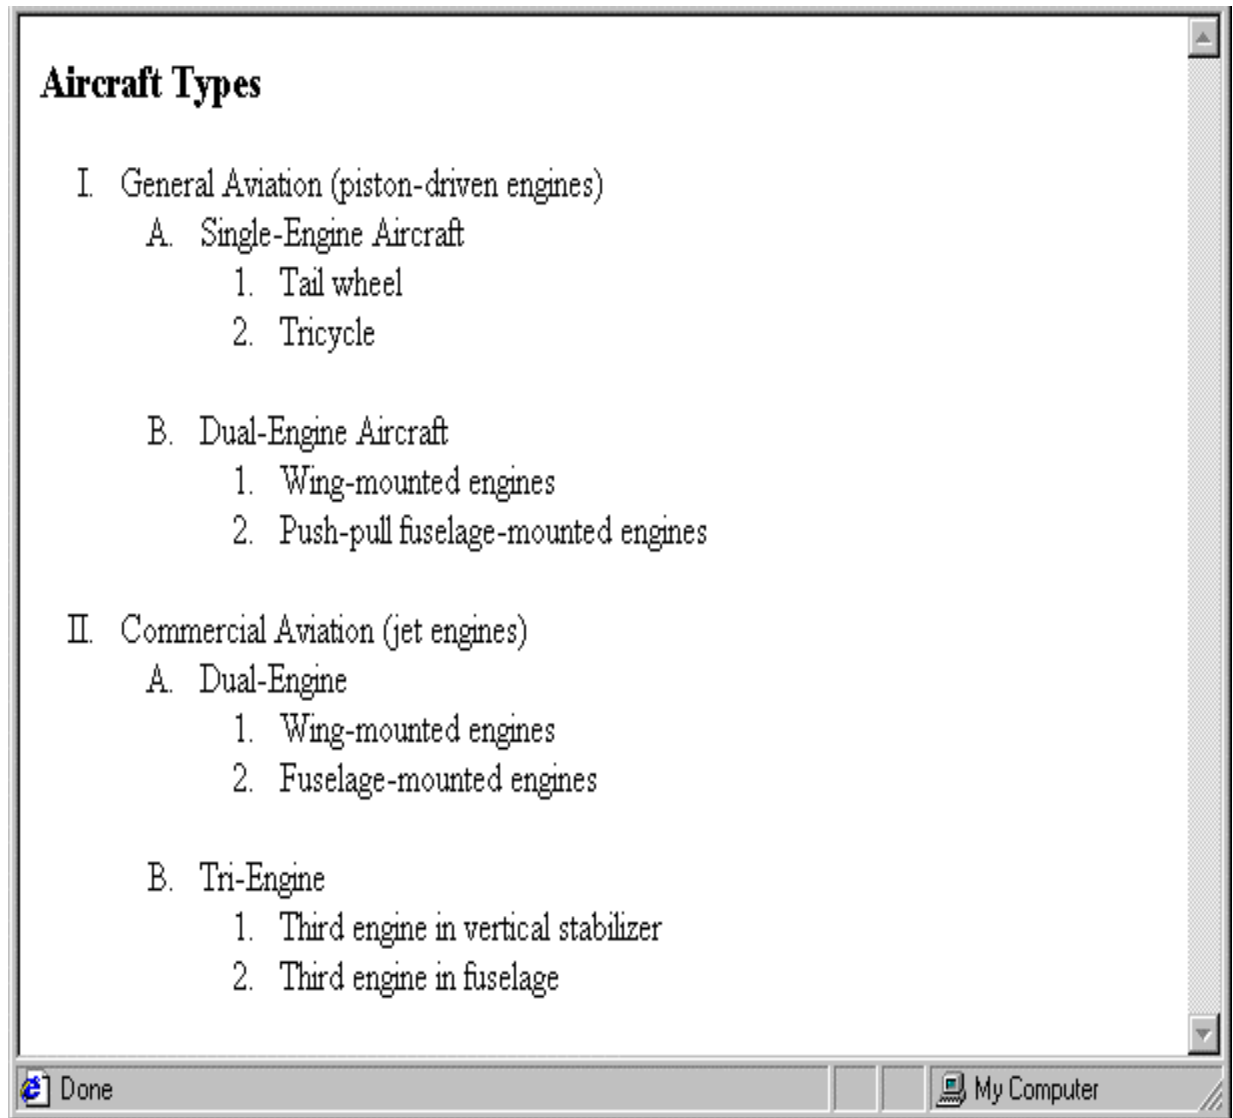 Aircraft Types
I. General Aviation (piston-driven engines)
A. Single-Engine Aircraft
1. Tail wheel
2. Tricycle
B. Dual-Engine Aircraft
1. Wing-mounted engines
2. Push-pull fuselage-mounted engines
II. Commercial Aviation (jet engines)
A. Dual-Engine
1. Wing-mounted engines
2. Fuselage-mounted engines
B. Tri-Engine
1. Third engine in vertical stabilizer
2. Third engine in fuselage
Done My Computer